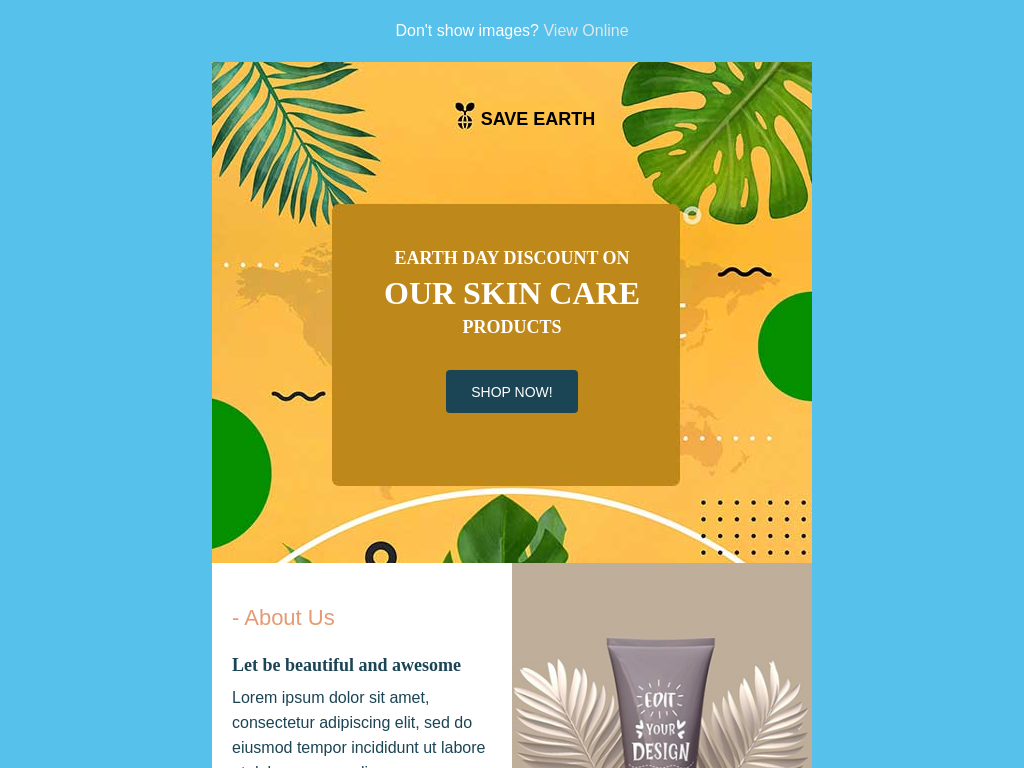 Don't show images? View Online
SAVE EARTH
EARTH DAY DISCOUNT ON
OUR SKIN CARE
PRODUCTS
SHOP NOW!
- About Us
Let be beautiful and awesome
Lorem ipsum dolor sit amet,
consectetur adipiscing elit, sed do
eiusmod tempor incididunt ut labore
EDIT
YOUR
DESIGN